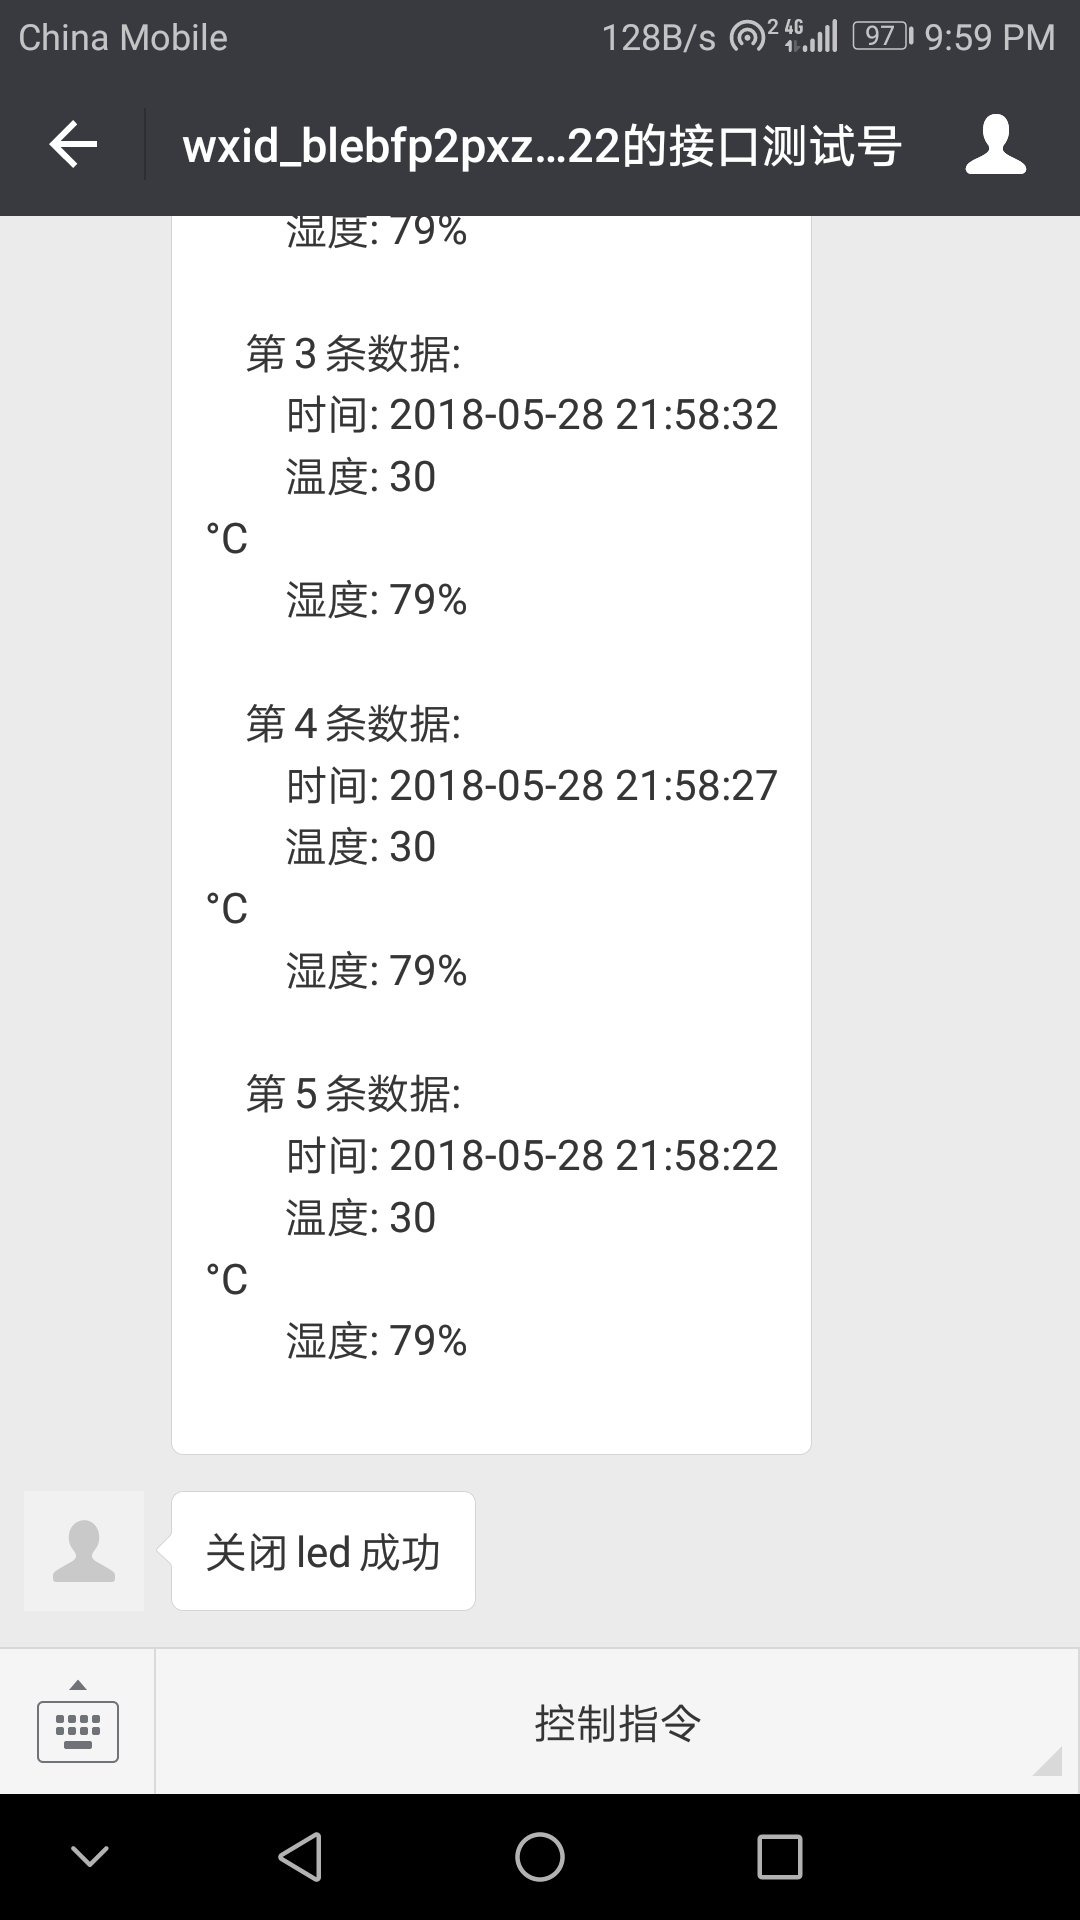 China Mobile 128B/s 2 4G 97 9:59 PM
wxid_blebfp2pxz...22的接口测试号
湿度: 79%
第 3 条数据:
时间: 2018-05-28 21:58:32
温度: 30
°C
湿度: 79%
第 4 条数据:
时间: 2018-05-28 21:58:27
温度: 30
°C
湿度: 79%
第 5 条数据:
时间: 2018-05-28 21:58:22
温度: 30
°C
湿度: 79%
关闭 led 成功
控制指令